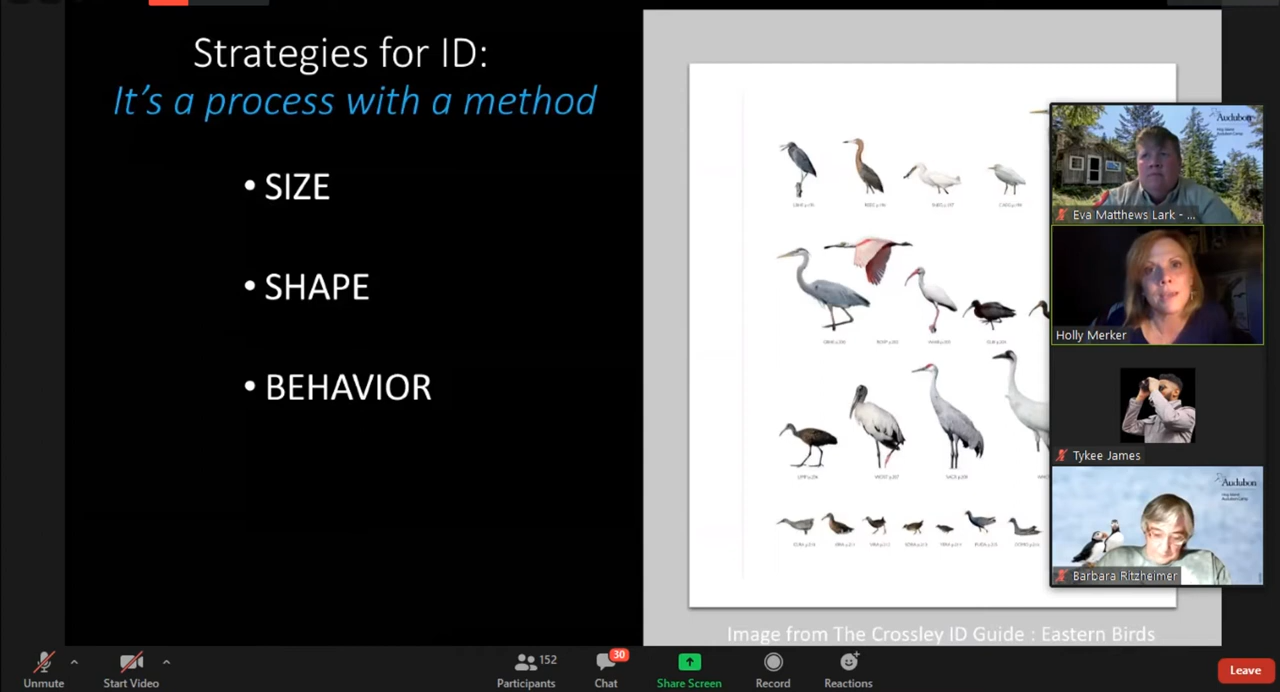 Strategies for ID:
It's a process with a method
• SIZE
• SHAPE
• BEHAVIOR
Image from The Crossley ID Guide : Eastern Birds
Audubon
Eva Matthews Lark - ...
Holly Merker
Tykee James
Audubon
Barbara Ritzheimer
Unmute
Start Video
152
Participants
30
Chat
Share Screen
Record
Reactions
Leave